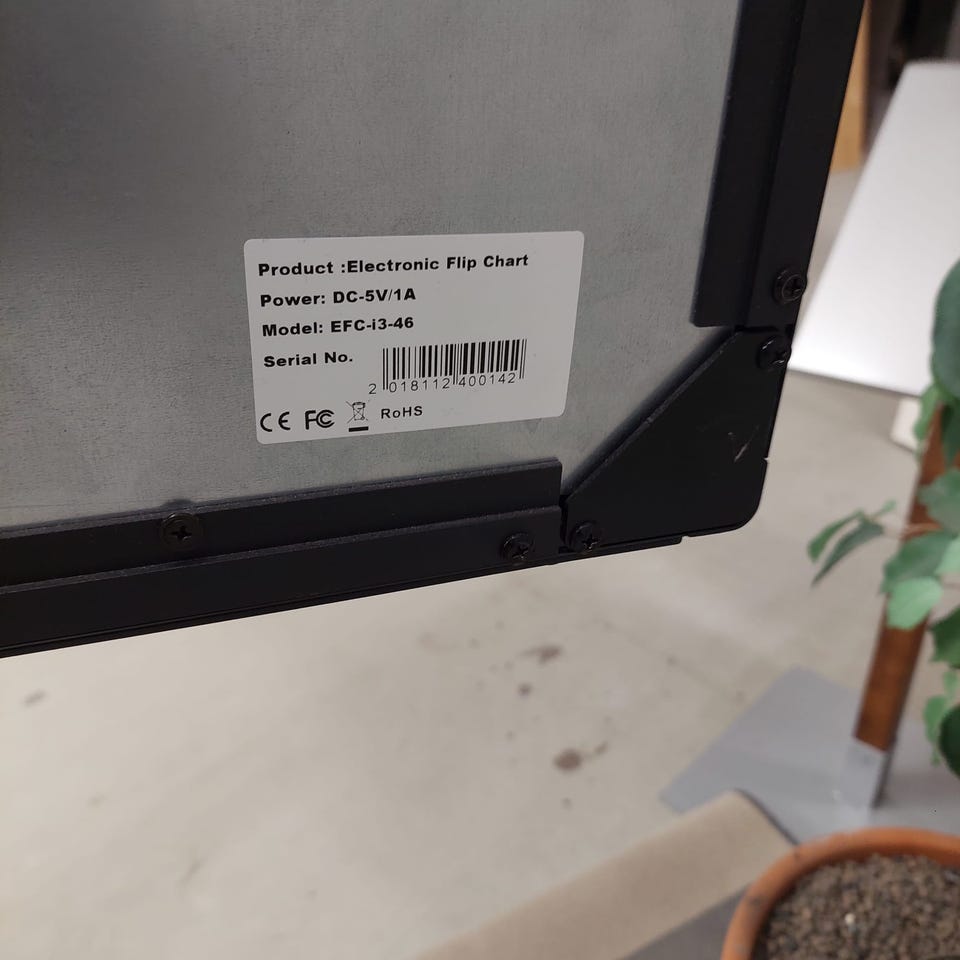 Product :Electronic Flip Chart
Power: DC-5V/1A
Model: EFC-i3-46
Serial No.
2 018112 400142
CE FC RoHS